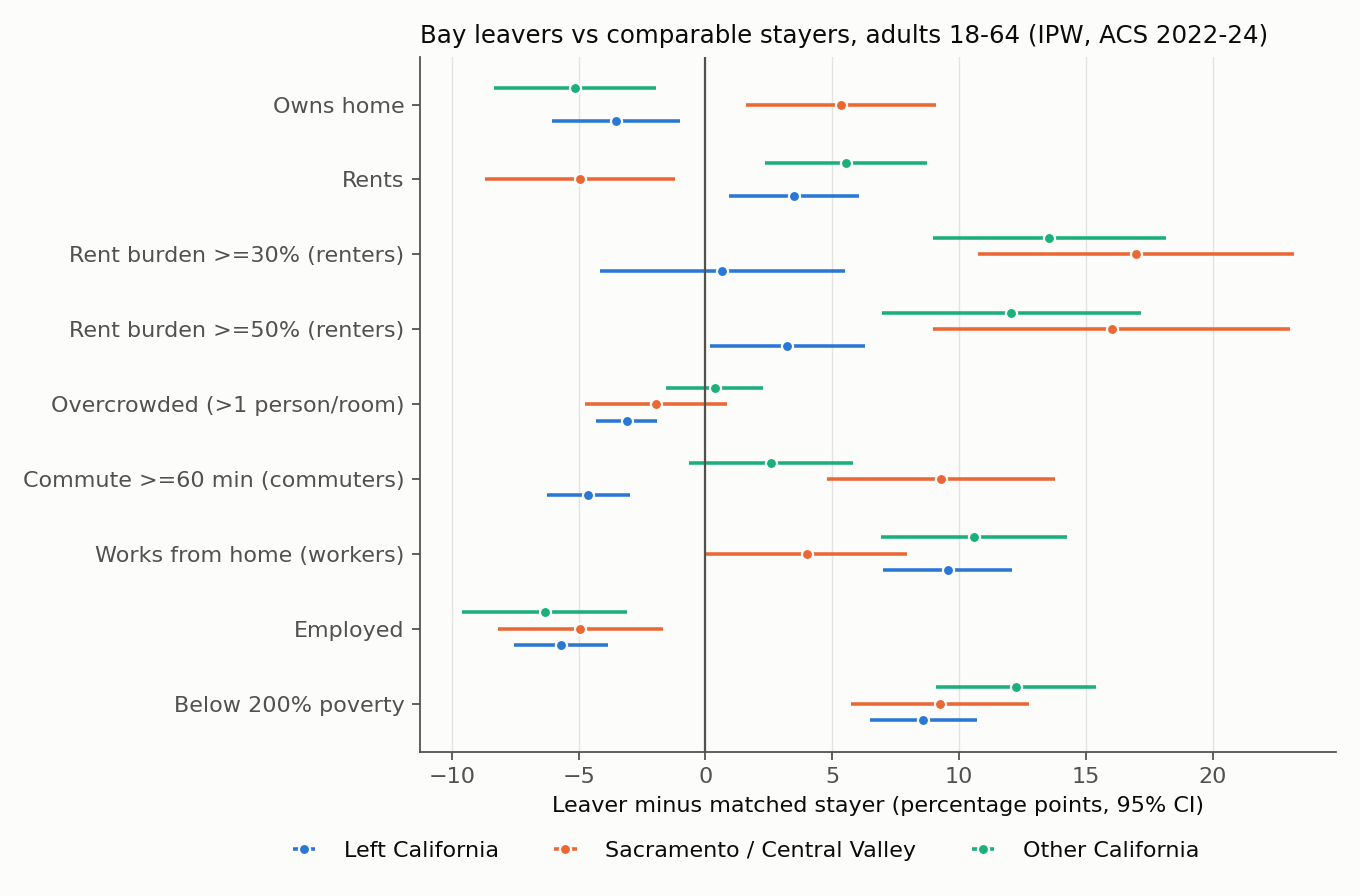 Bay leavers vs comparable stayers, adults 18-64 (IPW, ACS 2022-24)
Owns home
Rents
Rent burden >=30% (renters)
Rent burden >=50% (renters)
Overcrowded (>1 person/room)
Commute >=60 min (commuters)
Works from home (workers)
Employed
Below 200% poverty
−10 −5 0 5 10 15 20
Leaver minus matched stayer (percentage points, 95% CI)
Left California Sacramento / Central Valley Other California